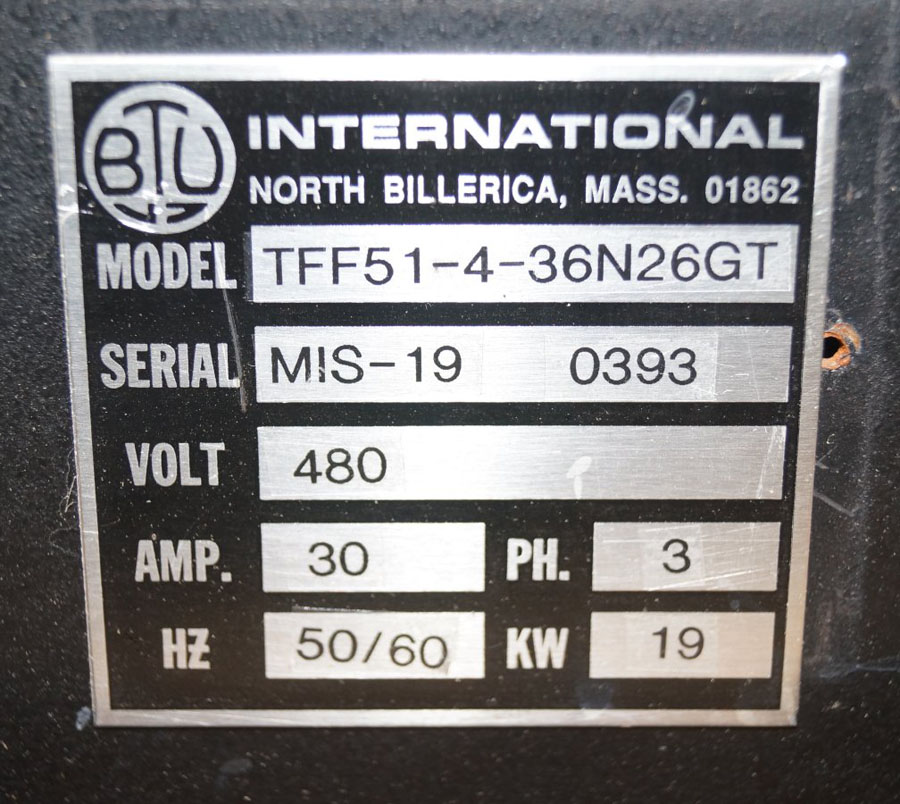 BTU INTERNATIONAL
NORTH BILLERICA, MASS. 01862
MODEL TFF51-4-36N26GT
SERIAL MIS-19 0393
VOLT 480
AMP. 30 PH. 3
HZ 50/60 KW 19